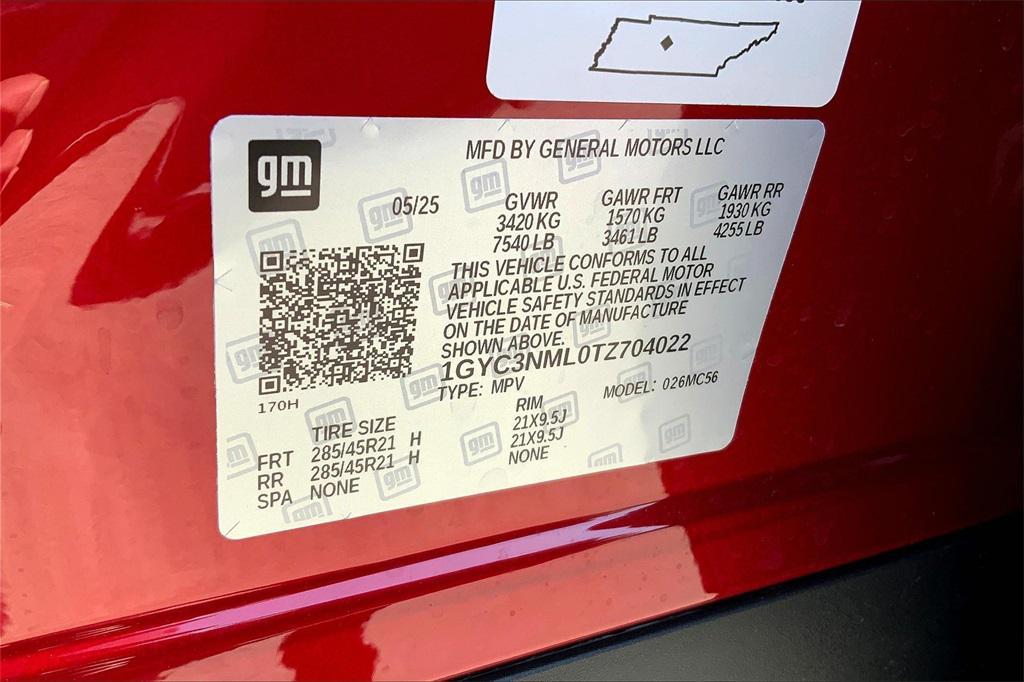 gm
MFD BY GENERAL MOTORS LLC
05/25
GVWR GAWR FRT GAWR RR
3420 KG 1570 KG 1930 KG
7540 LB 3461 LB 4255 LB
THIS VEHICLE CONFORMS TO ALL
APPLICABLE U.S. FEDERAL MOTOR
VEHICLE SAFETY STANDARDS IN EFFECT
ON THE DATE OF MANUFACTURE
SHOWN ABOVE.
1GYC3NML0TZ704022
TYPE: MPV MODEL: 026MC56
170H
TIRE SIZE RIM
FRT 285/45R21 H 21X9.5J
RR 285/45R21 H 21X9.5J
SPA NONE NONE